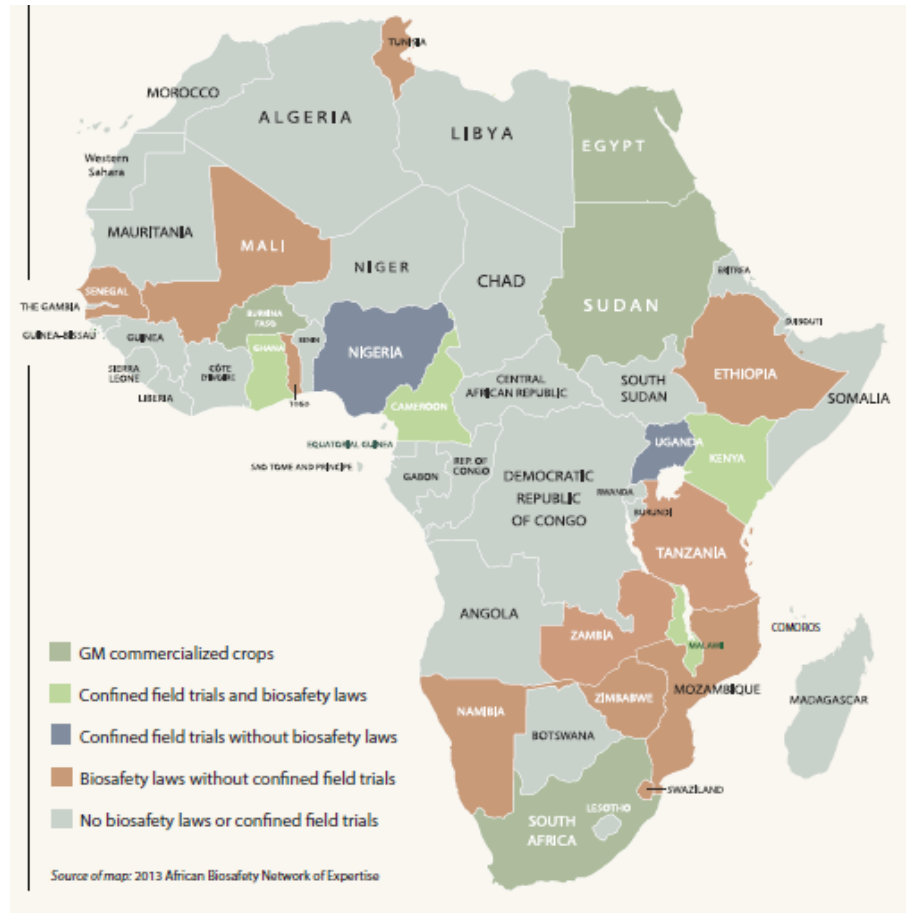 TUNISIA
MOROCCO
ALGERIA
LIBYA
EGYPT
Western
Sahara
MAURITANIA
MALI
NIGER
CHAD
SUDAN
ERITREA
SENEGAL
THE GAMBIA
BURKINA
FASO
DJIBOUTI
GUINEA-BISSAU
GUINEA
GHANA
BENIN
NIGERIA
ETHIOPIA
SIERRA
LEONE
CÔTE
D'IVOIRE
CENTRAL
AFRICAN REPUBLIC
SOUTH
SUDAN
SOMALIA
LIBERIA
TOGO
CAMEROON
EQUATORIAL GUINEA
UGANDA
KENYA
SAO TOME AND PRINCIPE
GABON
REP. OF
CONGO
DEMOCRATIC
REPUBLIC
OF CONGO
RWANDA
BURUNDI
TANZANIA
ANGOLA
COMOROS
ZAMBIA
MALAWI
MOZAMBIQUE
MADAGASCAR
NAMIBIA
ZIMBABWE
BOTSWANA
SWAZILAND
LESOTHO
SOUTH
AFRICA
GM commercialized crops
Confined field trials and biosafety laws
Confined field trials without biosafety laws
Biosafety laws without confined field trials
No biosafety laws or confined field trials
Source of map: 2013 African Biosafety Network of Expertise